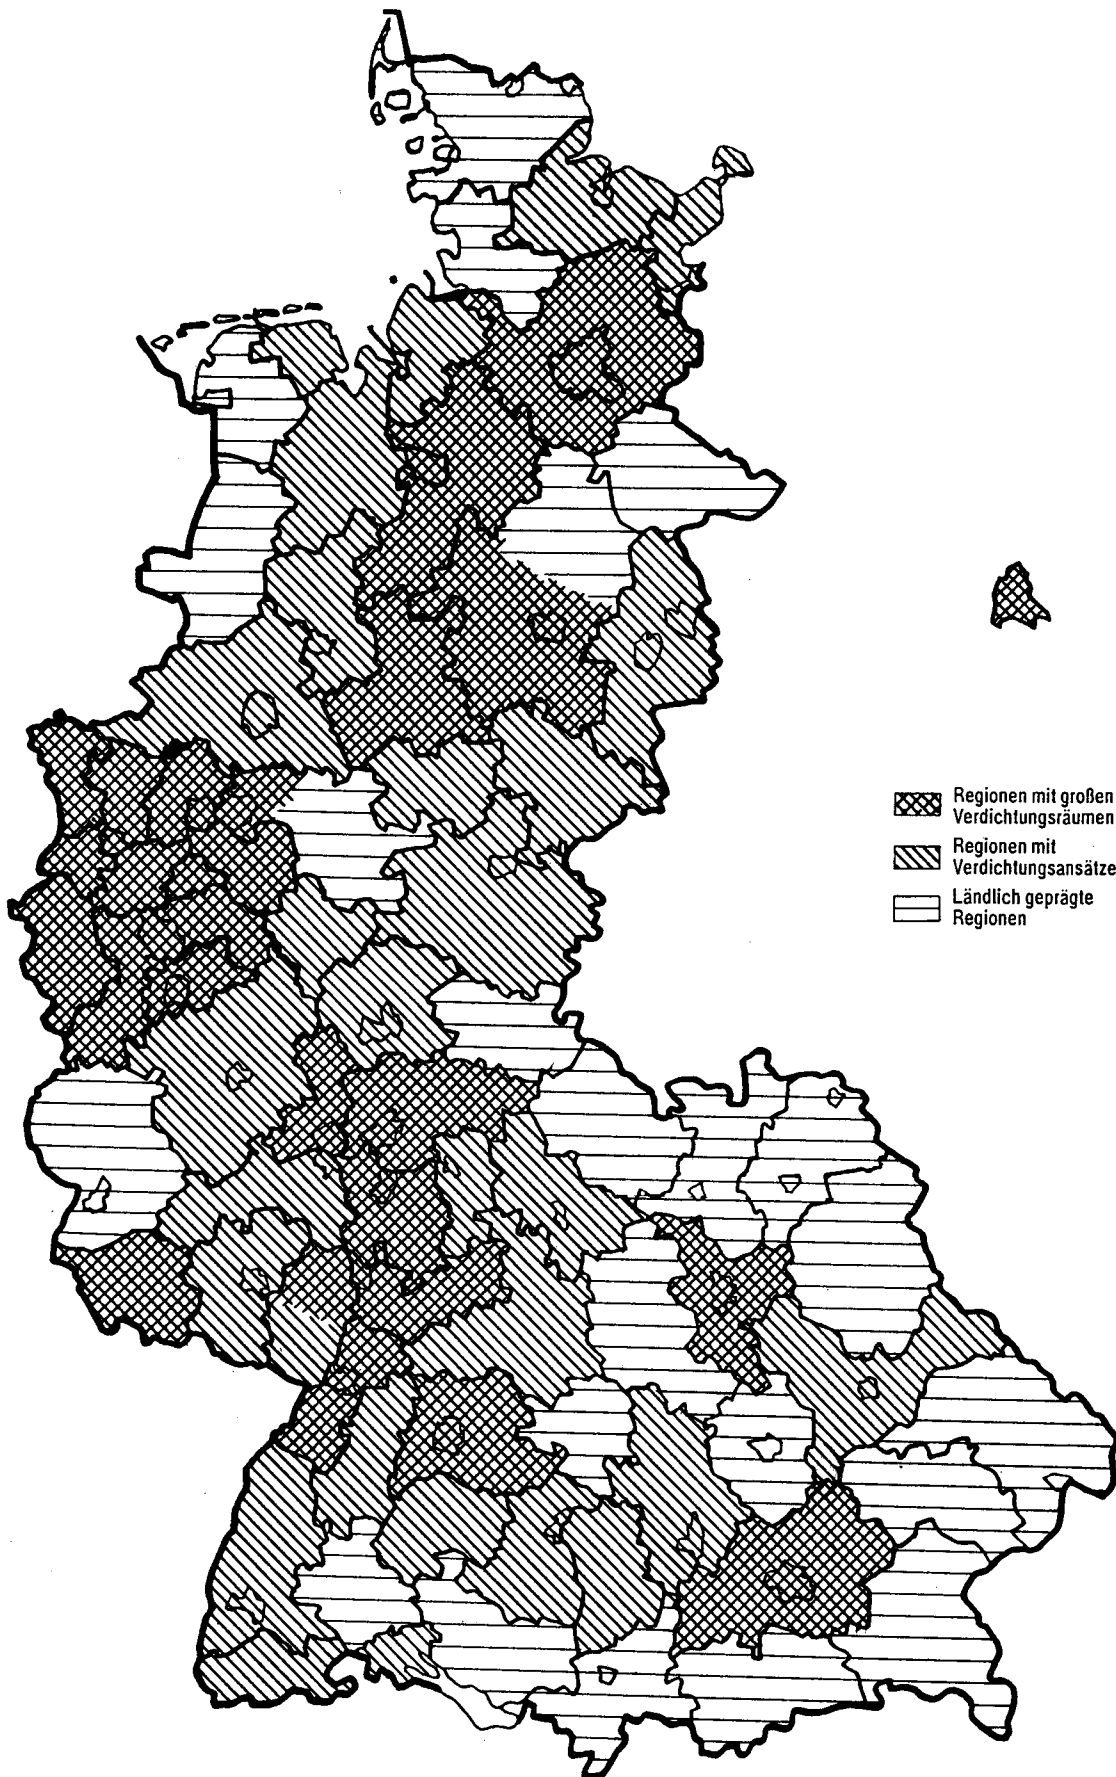 Regionen mit großen
Verdichtungsräumen
Regionen mit
Verdichtungsansätze
Ländlich geprägte
Regionen